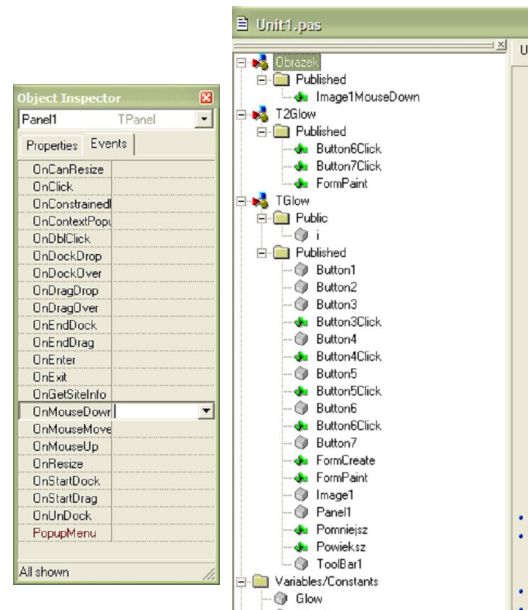 Object Inspector
Panel1 TPanel
Properties Events
OnCanResize
OnClick
OnConstrainedI
OnContextPopu
OnDblClick
OnDockDrop
OnDockOver
OnDragDrop
OnDragOver
OnEndDock
OnEndDrag
OnEnter
OnExit
OnGetSiteInfo
OnMouseDown
OnMouseMove
OnMouseUp
OnResize
OnStartDock
OnStartDrag
OnUnDock
PopupMenu
All shown
Unit1.pas
U
Obrazek
Published
Image1MouseDown
T2Glow
Published
Button6Click
Button7Click
FormPaint
TGlow
Public
i
Published
Button1
Button2
Button3
Button3Click
Button4
Button4Click
Button5
Button5Click
Button6
Button6Click
Button7
FormCreate
FormPaint
Image1
Panel1
Pomniejsz
Powieksz
ToolBar1
Variables/Constants
Glow